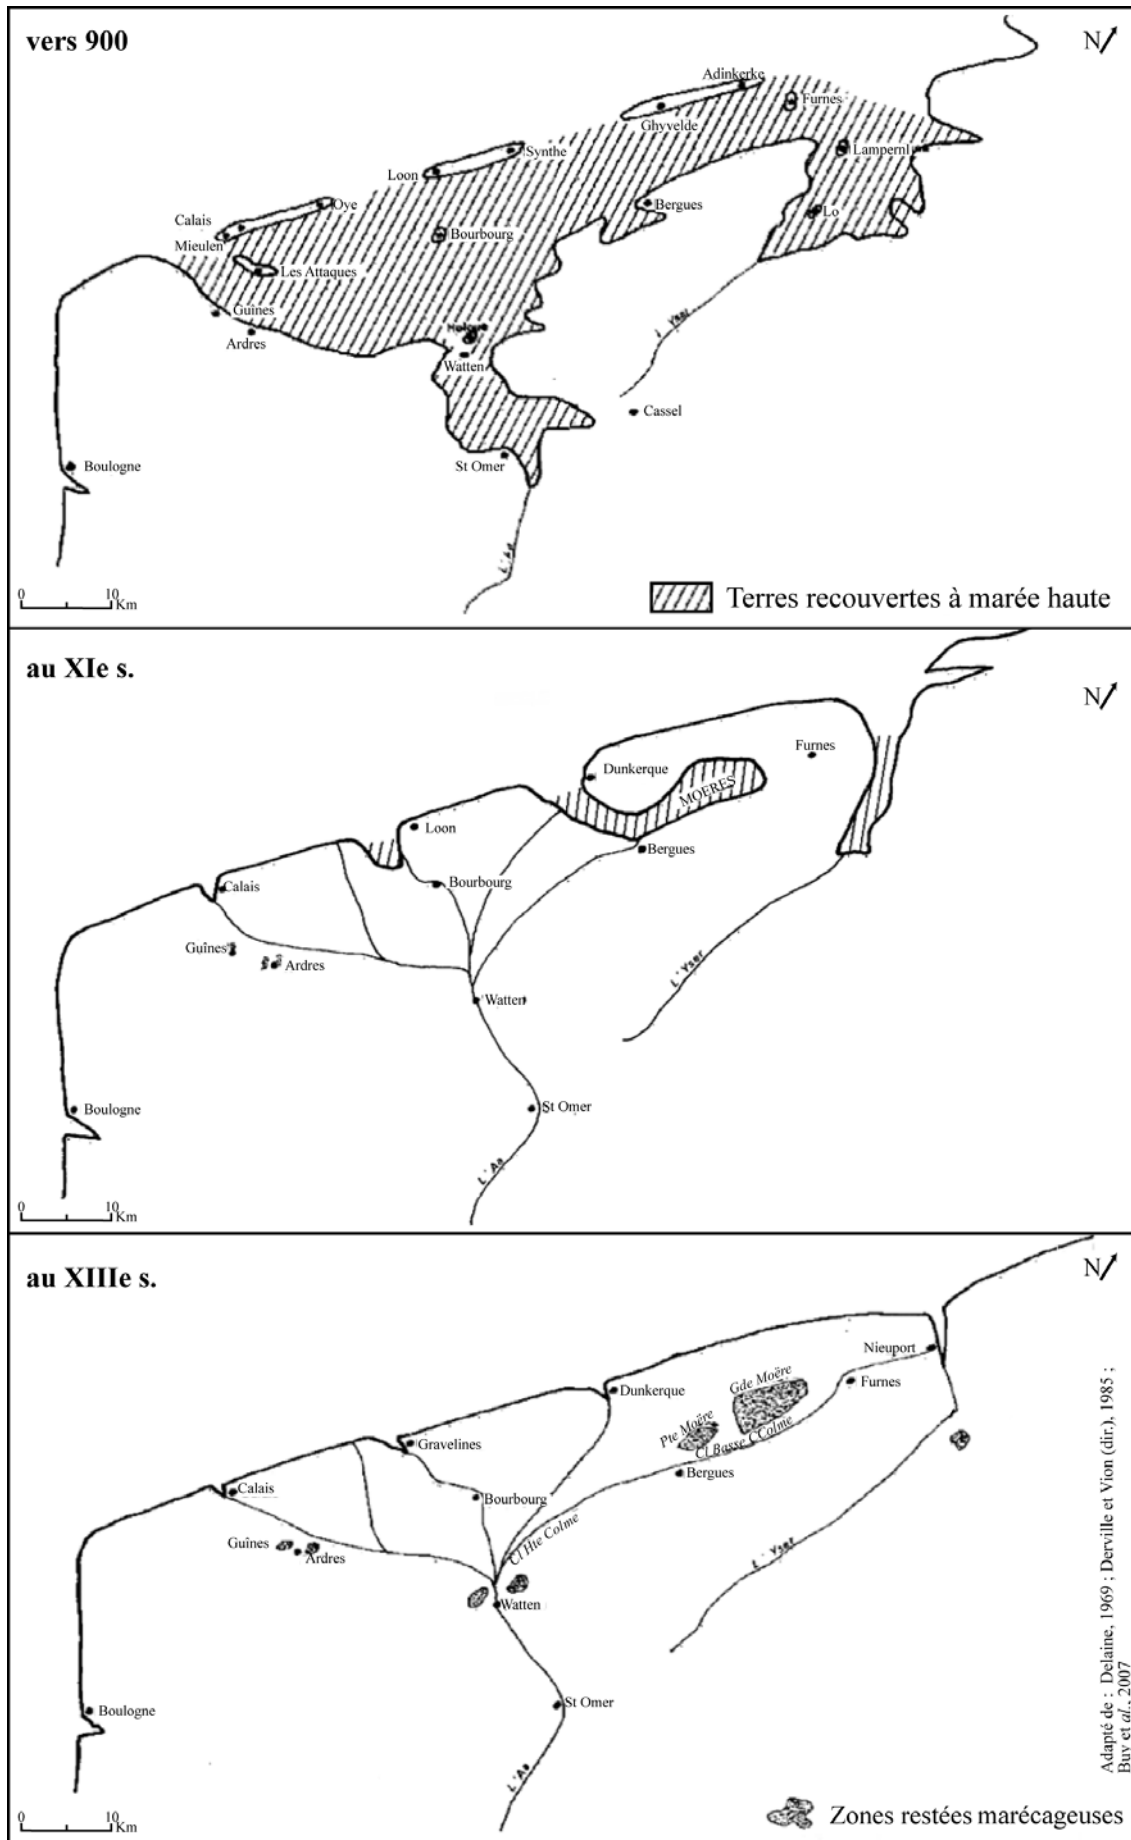 vers 900
N
Adinkerke
Furnes
Ghyvelde
Synthe
LampernI
Loon
Bergues
Lo
Oye
Calais
Bourbourg
Mieulen
Les Attaques
Guînes
Ardres
Watten
L' Yser
Cassel
Boulogne
St Omer
L'Aa
0 10
Km
Terres recouvertes à marée haute
au XIe s.
N
Furnes
Dunkerque
MOERES
Loon
Bergues
Calais
Bourbourg
Guînes
Ardres
L'Yser
Watten
Boulogne
St Omer
L'Aa
0 10
Km
au XIIIe s.
N
Nieuport
Gde Moëre
Dunkerque
Furnes
Pte Moëre
Gravelines
Cl Basse Colme
Bergues
Calais
Bourbourg
Cl Hte Colme
Guînes
Ardres
L'Yser
Watten
Boulogne
St Omer
L'Aa
0 10
Km
Zones restées marécageuses
Adapté de : Delaine, 1969 ; Derville et Vion (dir.), 1985 ;
Buy et al., 2007